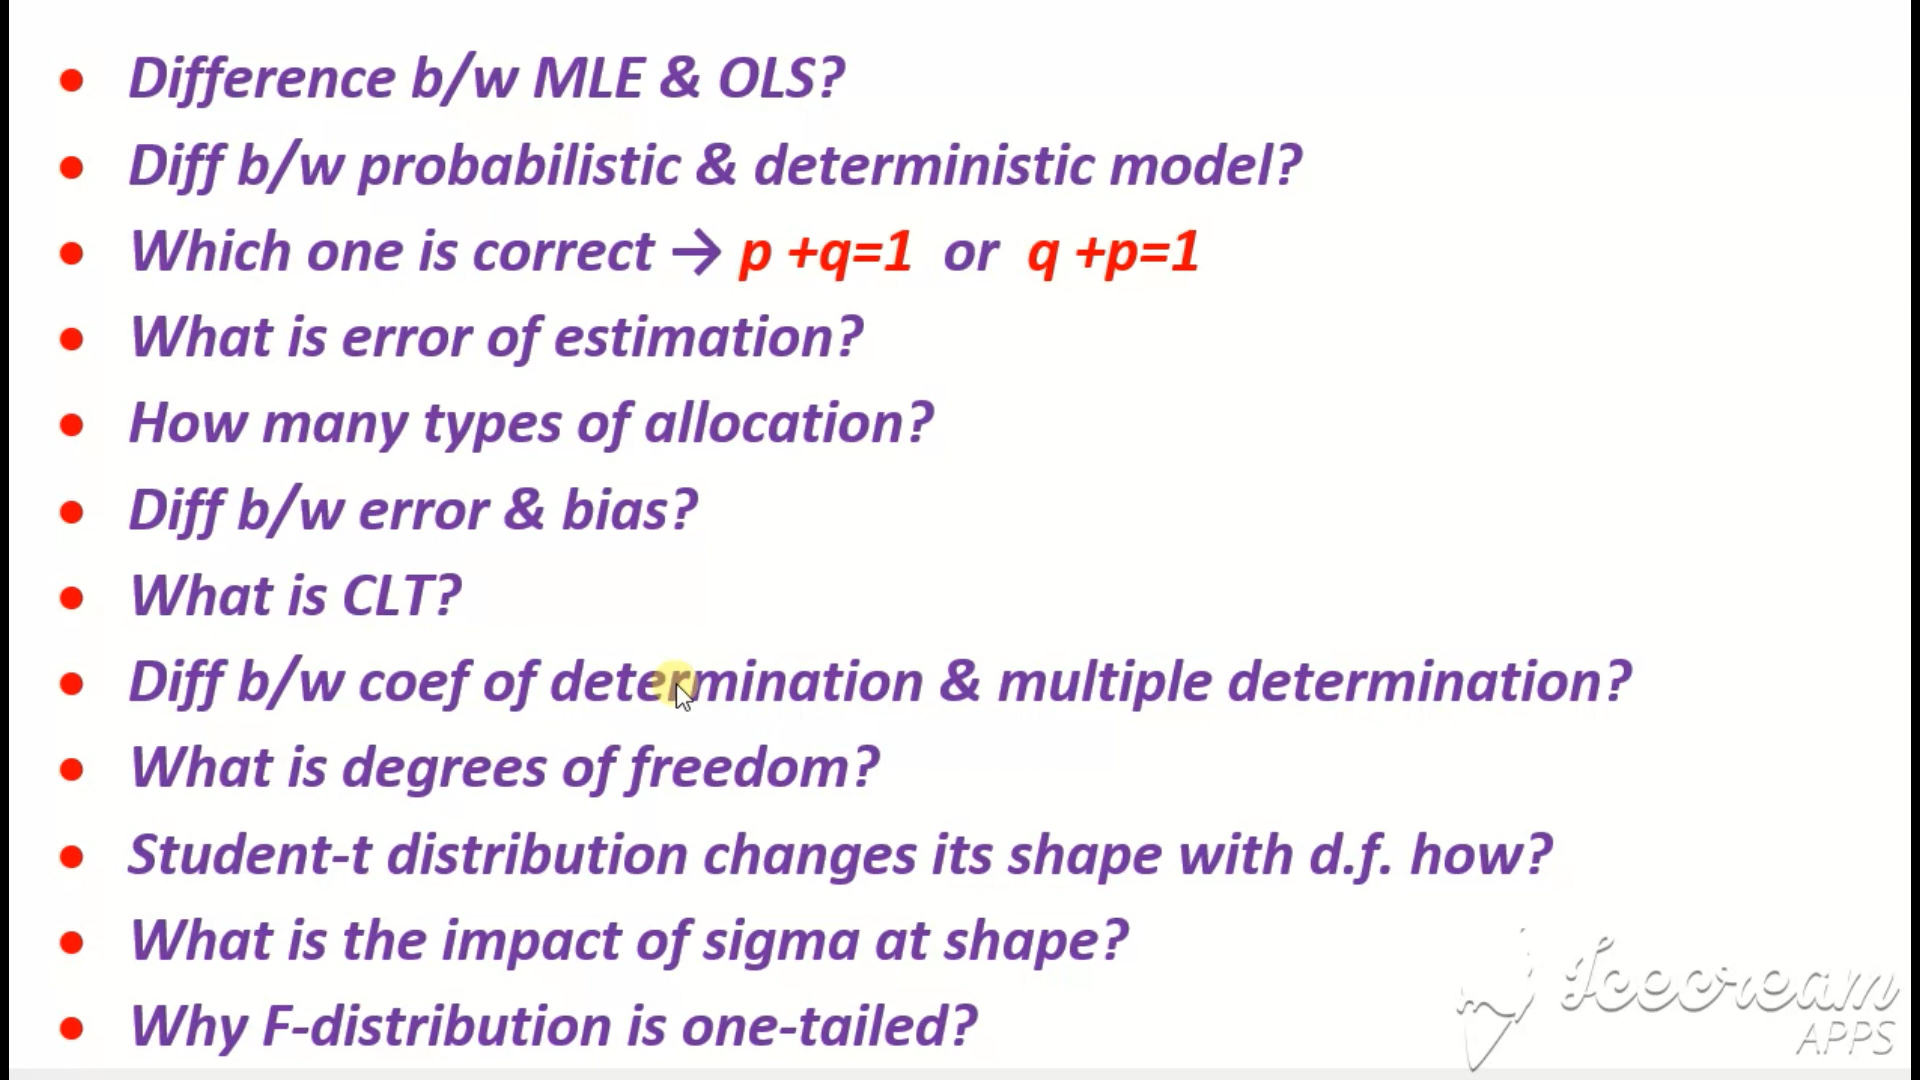 • Difference b/w MLE & OLS?
• Diff b/w probabilistic & deterministic model?
• Which one is correct → p +q=1 or q +p=1
• What is error of estimation?
• How many types of allocation?
• Diff b/w error & bias?
• What is CLT?
• Diff b/w coef of determination & multiple determination?
• What is degrees of freedom?
• Student-t distribution changes its shape with d.f. how?
• What is the impact of sigma at shape?
• Why F-distribution is one-tailed?
Icecream
APPS